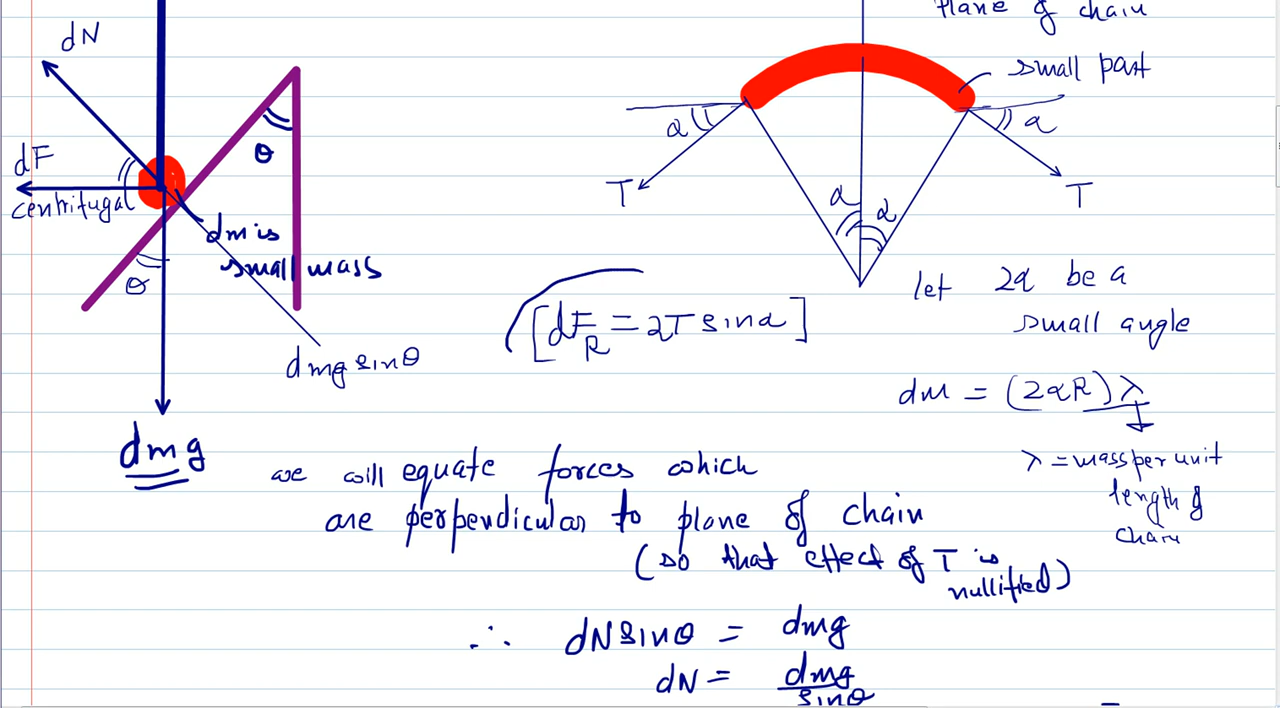 Plane of chain
dN
small part
α
α
θ
dF
T
T
centrifugal
α
α
dm is
small mass
θ
let 2α be a
small angle
[dF_R = 2T sinα]
dmg sinθ
dm = (2αR)λ
dmg
λ = mass per unit
length of
chain
we will equate forces which
are perpendicular to plane of chain
(so that effect of T is
nullified)
∴ dN sinθ = dmg
dN = dmg
sinθ